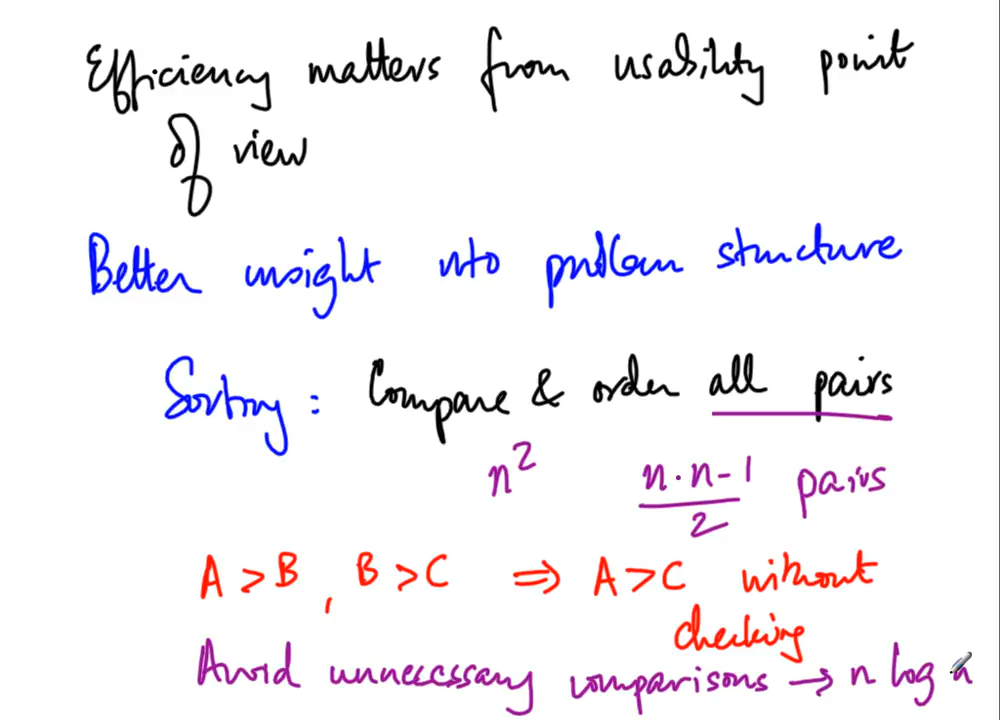 Efficiency matters from usability point
of view
Better insight into problem structure
Sorting : Compare & order all pairs
n² n · n-1 / 2 pairs
A > B , B > C ⇒ A > C without
checking
Avoid unnecessary comparisons → n log n